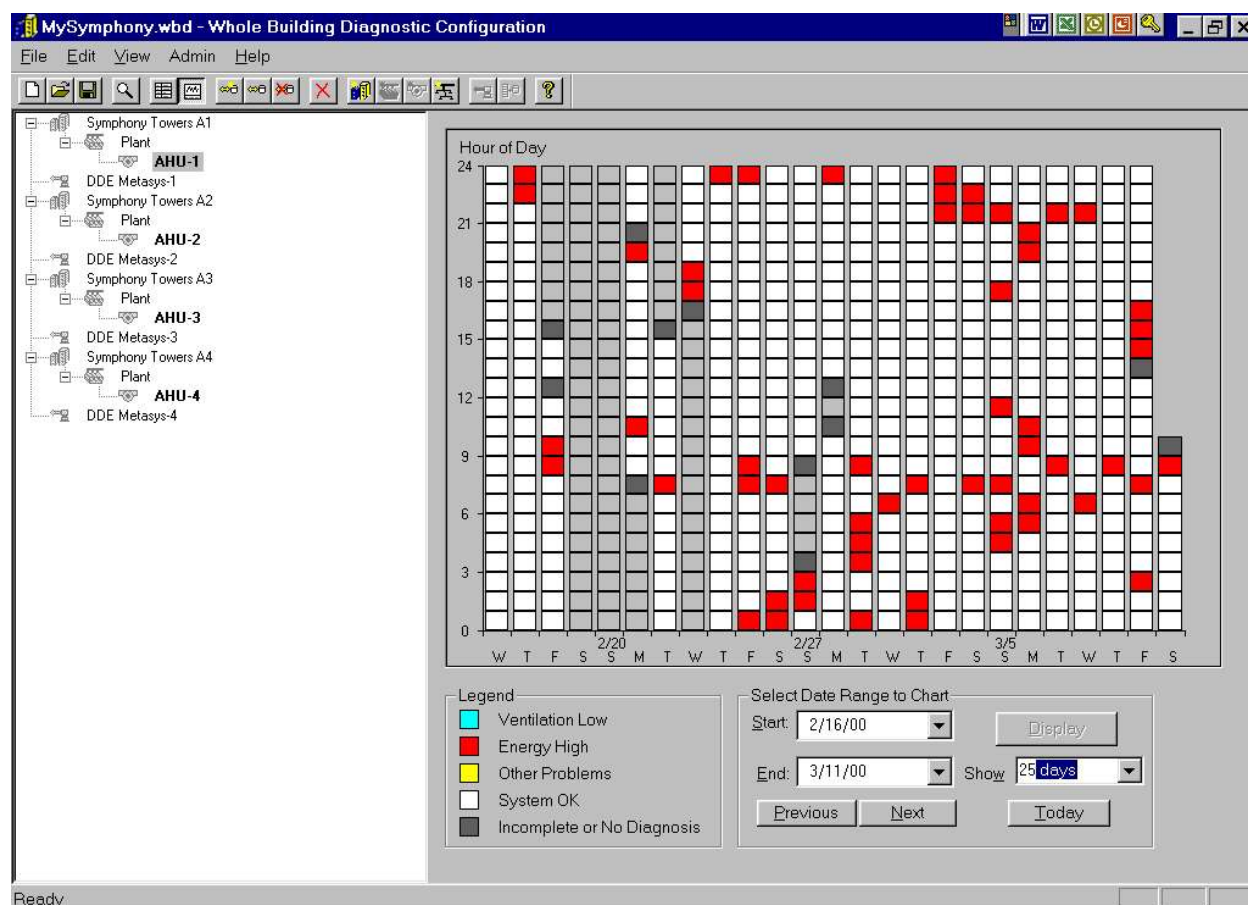 MySymphony.wbd - Whole Building Diagnostic Configuration
File Edit View Admin Help
Symphony Towers A1
Plant
AHU-1
DDE Metasys-1
Symphony Towers A2
Plant
AHU-2
DDE Metasys-2
Symphony Towers A3
Plant
AHU-3
DDE Metasys-3
Symphony Towers A4
Plant
AHU-4
DDE Metasys-4
Hour of Day
24
21
18
15
12
9
6
3
0
2/20 2/27 3/5
W T F S S M T W T F S S M T W T F S S M T W T F S
Legend
Ventilation Low
Energy High
Other Problems
System OK
Incomplete or No Diagnosis
Select Date Range to Chart
Start: 2/16/00 Display
End: 3/11/00 Show 25 days
Previous Next Today
Ready